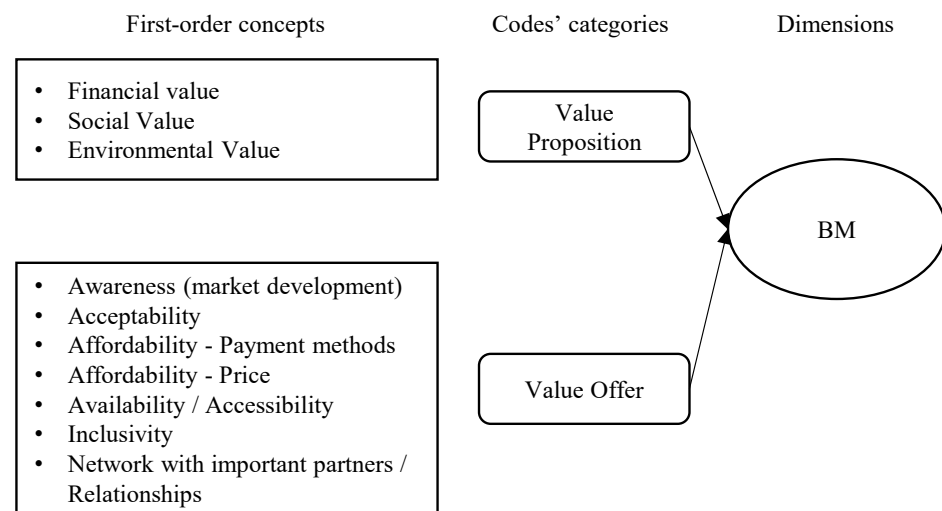 First-order concepts
Codes’ categories
Dimensions
• Financial value
• Social Value
• Environmental Value
Value
Proposition
BM
• Awareness (market development)
• Acceptability
• Affordability - Payment methods
• Affordability - Price
• Availability / Accessibility
• Inclusivity
• Network with important partners /
Relationships
Value Offer